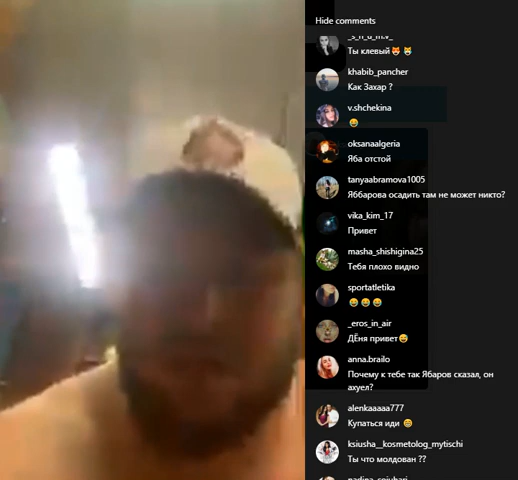 Hide comments
Ты клевый😻😻
khabib_pancher
Как Захар ?
v.shchekina
😂
oksanaalgeria
Яба отстой
tanyaabramova1005
Яббарова осадить там не может никто?
vika_kim_17
Привет
masha_shishigina25
Тебя плохо видно
sportatletika
😂😂😂
_eros_in_air
ДЁня привет😄
anna.brailo
Почему к тебе так Ябаров сказал, он
ахуел?
alenkaaaaa777
Купаться иди 😄
ksiusha__kosmetolog_mytischi
Ты что молдован ??